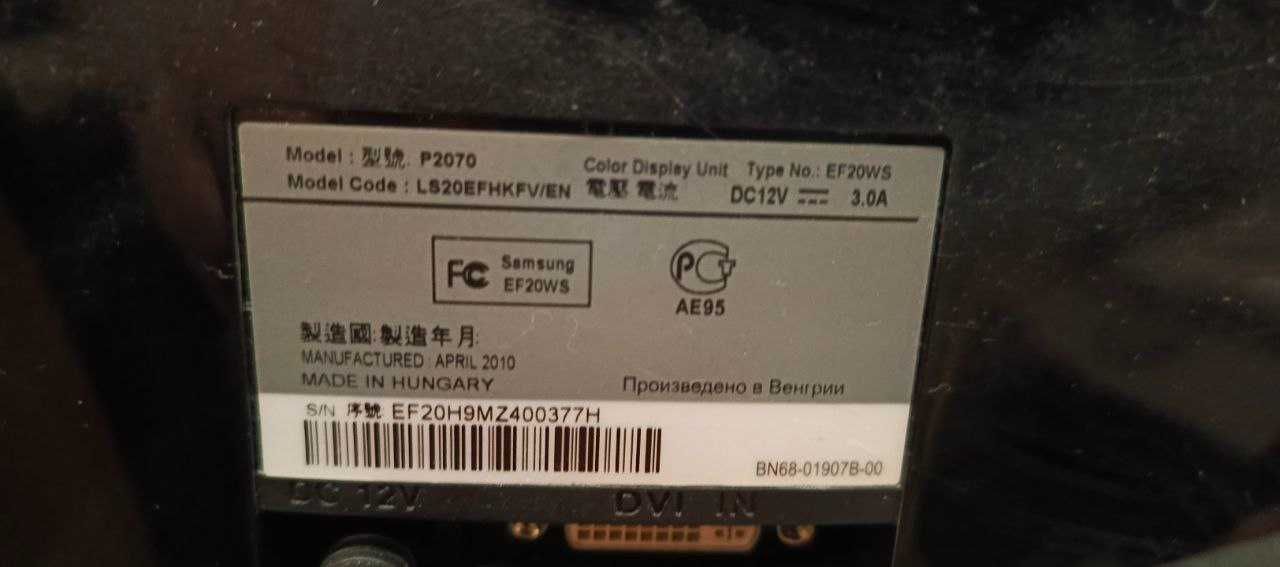 Model : 型號: P2070
Color Display Unit Type No.: EF20WS
Model Code : LS20EFHKFV/EN 電壓 電流 DC12V 3.0A
FC Samsung
EF20WS
РСТ
AE95
製造國: 製造年月:
MANUFACTURED : APRIL 2010
MADE IN HUNGARY
Произведено в Венгрии
S/N 序號: EF20H9MZ400377H
BN68-01907B-00
DC 12V
DVI IN